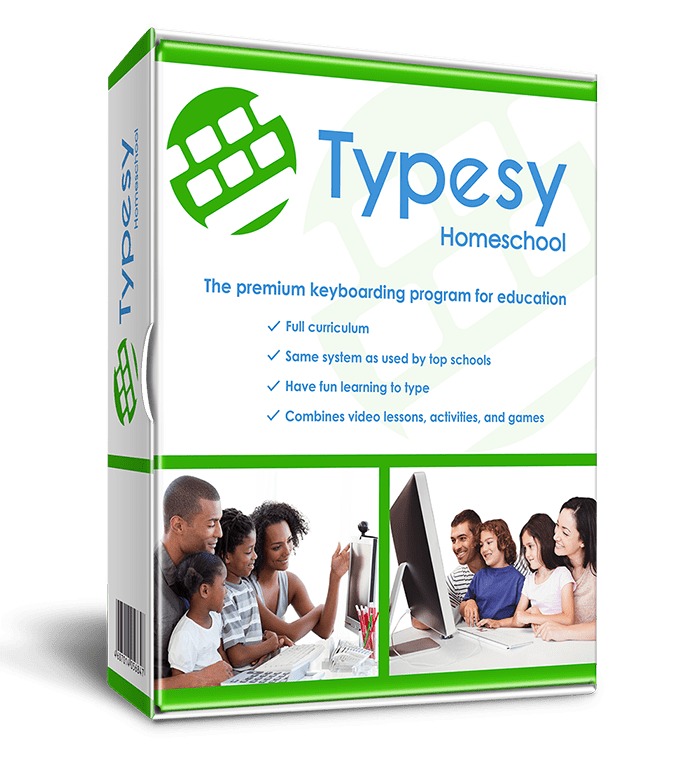 Typesy
Homeschool
The premium keyboarding program for education
Full curriculum
Same system as used by top schools
Have fun learning to type
Combines video lessons, activities, and games
Typesy
Homeschool